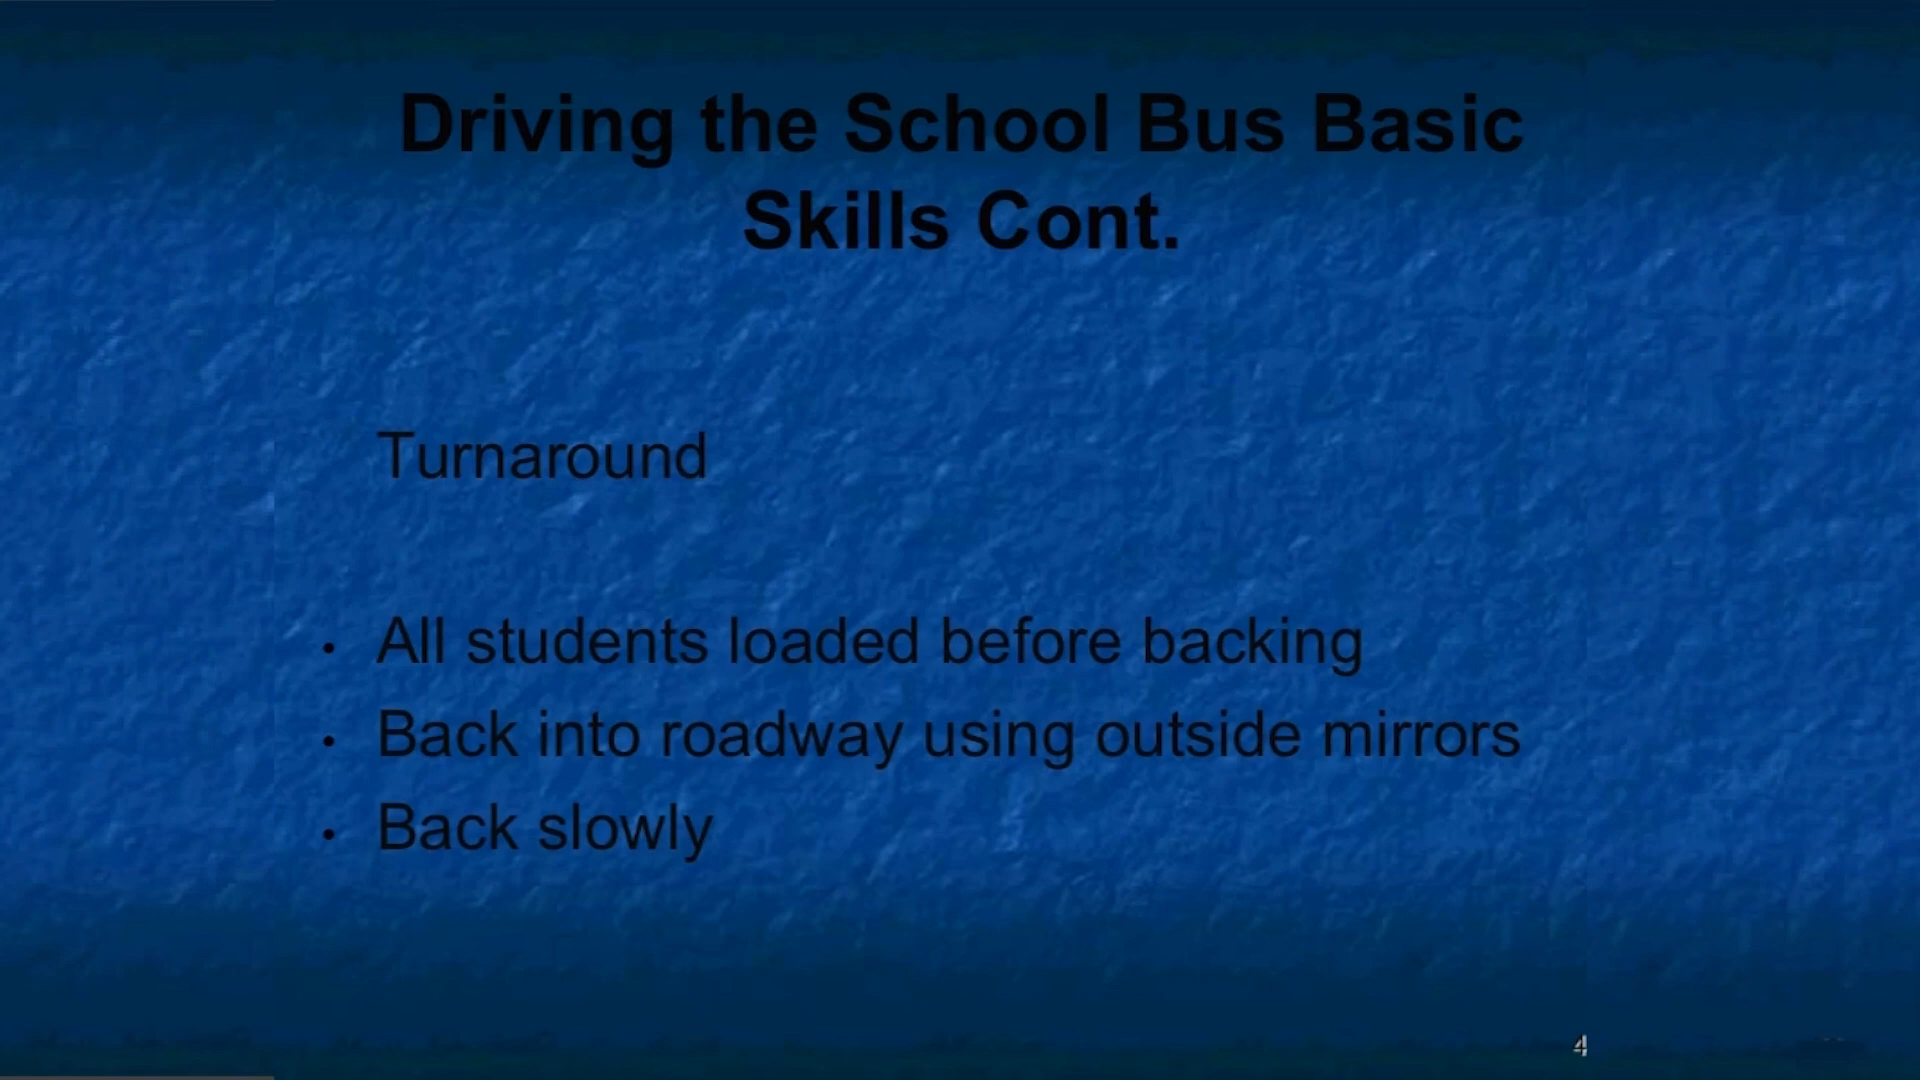 Driving the School Bus Basic
Skills Cont.
Turnaround
• All students loaded before backing
• Back into roadway using outside mirrors
• Back slowly
4